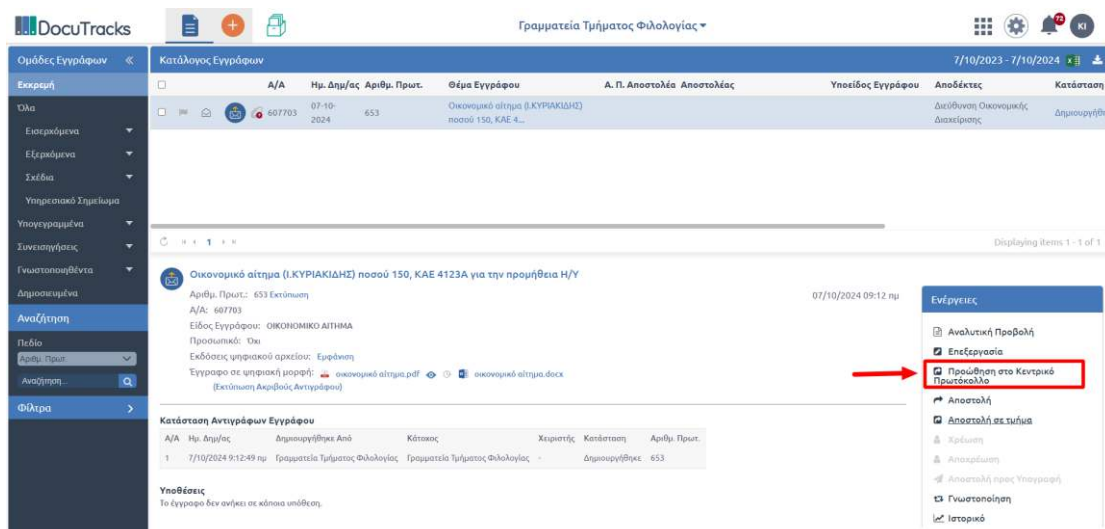 DocuTracks
Γραμματεία Τμήματος Φιλολογίας
72
ΚΙ
Ομάδες Εγγράφων
Κατάλογος Εγγράφων
7/10/2023 - 7/10/2024
Εκκρεμή
Α/Α Ημ. Δημ/ας Αριθμ. Πρωτ. Θέμα Εγγράφου Α. Π. Αποστολέα Αποστολέας Υποείδος Εγγράφου Αποδέκτες Κατάσταση
Όλα
607703 07-10-2024 653 Οικονομικό αίτημα (Ι.ΚΥΡΙΑΚΙΔΗΣ) ποσού 150, ΚΑΕ 4... Διεύθυνση Οικονομικής Διαχείρισης Δημιουργήθη
Εισερχόμενα
Εξερχόμενα
Σχέδια
Υπηρεσιακό Σημείωμα
Υπογεγραμμένα
Συνεισηγήσεις
Γνωστοποιηθέντα
Δημοσιευμένα
Αναζήτηση
Πεδίο
Αριθμ. Πρωτ.
Αναζήτηση...
Φίλτρα
1
Displaying items 1 - 1 of 1
Οικονομικό αίτημα (Ι.ΚΥΡΙΑΚΙΔΗΣ) ποσού 150, ΚΑΕ 4123Α για την προμήθεια Η/Υ
Αριθμ. Πρωτ.: 653 Εκτύπωση
07/10/2024 09:12 πμ
Α/Α: 607703
Είδος Εγγράφου: ΟΙΚΟΝΟΜΙΚΟ ΑΙΤΗΜΑ
Προσωπικό: Όχι
Εκδόσεις ψηφιακού αρχείου: Εμφάνιση
Έγγραφο σε ψηφιακή μορφή: οικονομικό αίτημα.pdf οικονομικό αίτημα.docx
(Εκτύπωση Ακριβούς Αντιγράφου)
Κατάσταση Αντιγράφων Εγγράφου
Α/Α Ημ. Δημ/ας Δημιουργήθηκε Από Κάτοχος Χειριστής Κατάσταση Αριθμ. Πρωτ.
1 7/10/2024 9:12:49 πμ Γραμματεία Τμήματος Φιλολογίας Γραμματεία Τμήματος Φιλολογίας - Δημιουργήθηκε 653
Υποθέσεις
Το έγγραφο δεν ανήκει σε κάποια υπόθεση.
Ενέργειες
Αναλυτική Προβολή
Επεξεργασία
Προώθηση στο Κεντρικό
Πρωτόκολλο
Αποστολή
Αποστολή σε τμήμα
Χρέωση
Αποχρέωση
Αποστολή προς Υπογραφή
Γνωστοποίηση
Ιστορικό